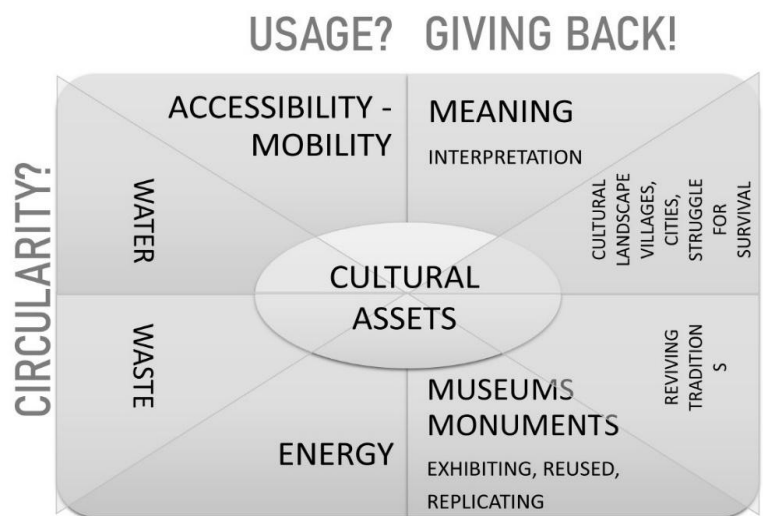 USAGE? GIVING BACK!
CIRCULARITY?
ACCESSIBILITY -
MOBILITY
MEANING
INTERPRETATION
WATER
CULTURAL
LANDSCAPE
VILLAGES,
CITIES,
STRUGGLE
FOR
SURVIVAL
CULTURAL
ASSETS
WASTE
ENERGY
MUSEUMS
MONUMENTS
EXHIBITING, REUSED,
REPLICATING
REVIVING
TRADITION
S